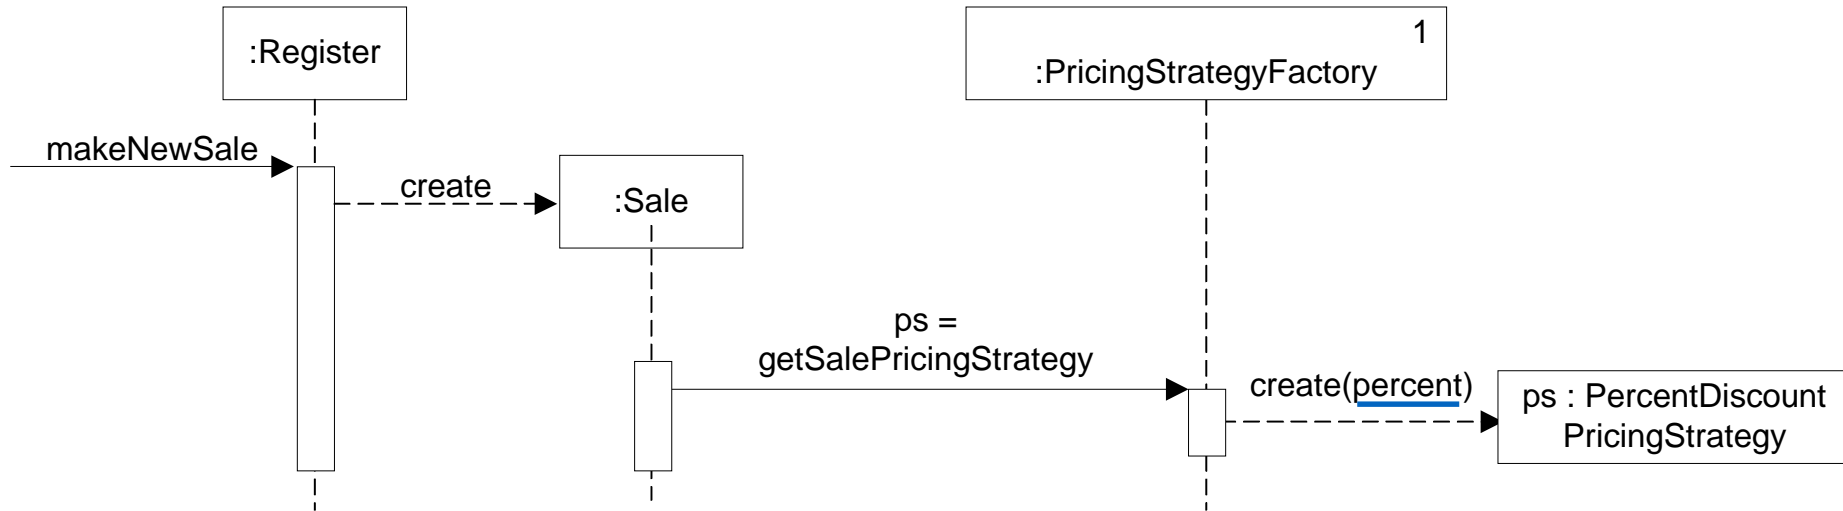 :Register
1
:PricingStrategyFactory
makeNewSale
create
:Sale
ps =
getSalePricingStrategy
create(percent)
ps : PercentDiscount
PricingStrategy